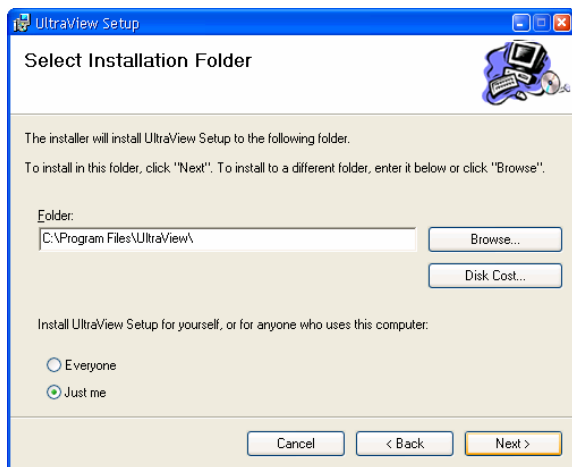 UltraView Setup
Select Installation Folder
The installer will install UltraView Setup to the following folder.
To install in this folder, click "Next". To install to a different folder, enter it below or click "Browse".
Folder:
C:\Program Files\UltraView\
Browse...
Disk Cost...
Install UltraView Setup for yourself, or for anyone who uses this computer:
Everyone
Just me
Cancel
< Back
Next >